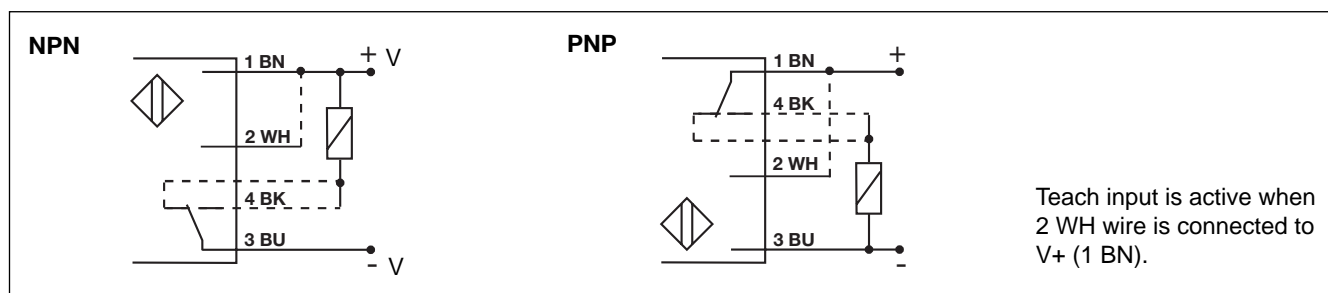 NPN
1 BN
+ V
2 WH
4 BK
3 BU
- V
PNP
1 BN
+
4 BK
2 WH
3 BU
-
Teach input is active when
2 WH wire is connected to
V+ (1 BN).